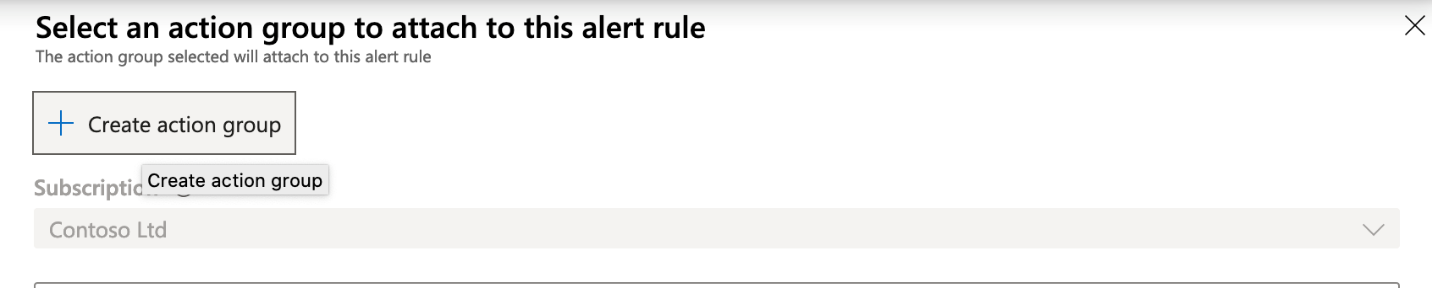 Select an action group to attach to this alert rule
The action group selected will attach to this alert rule
Create action group
Create action group
Contoso Ltd